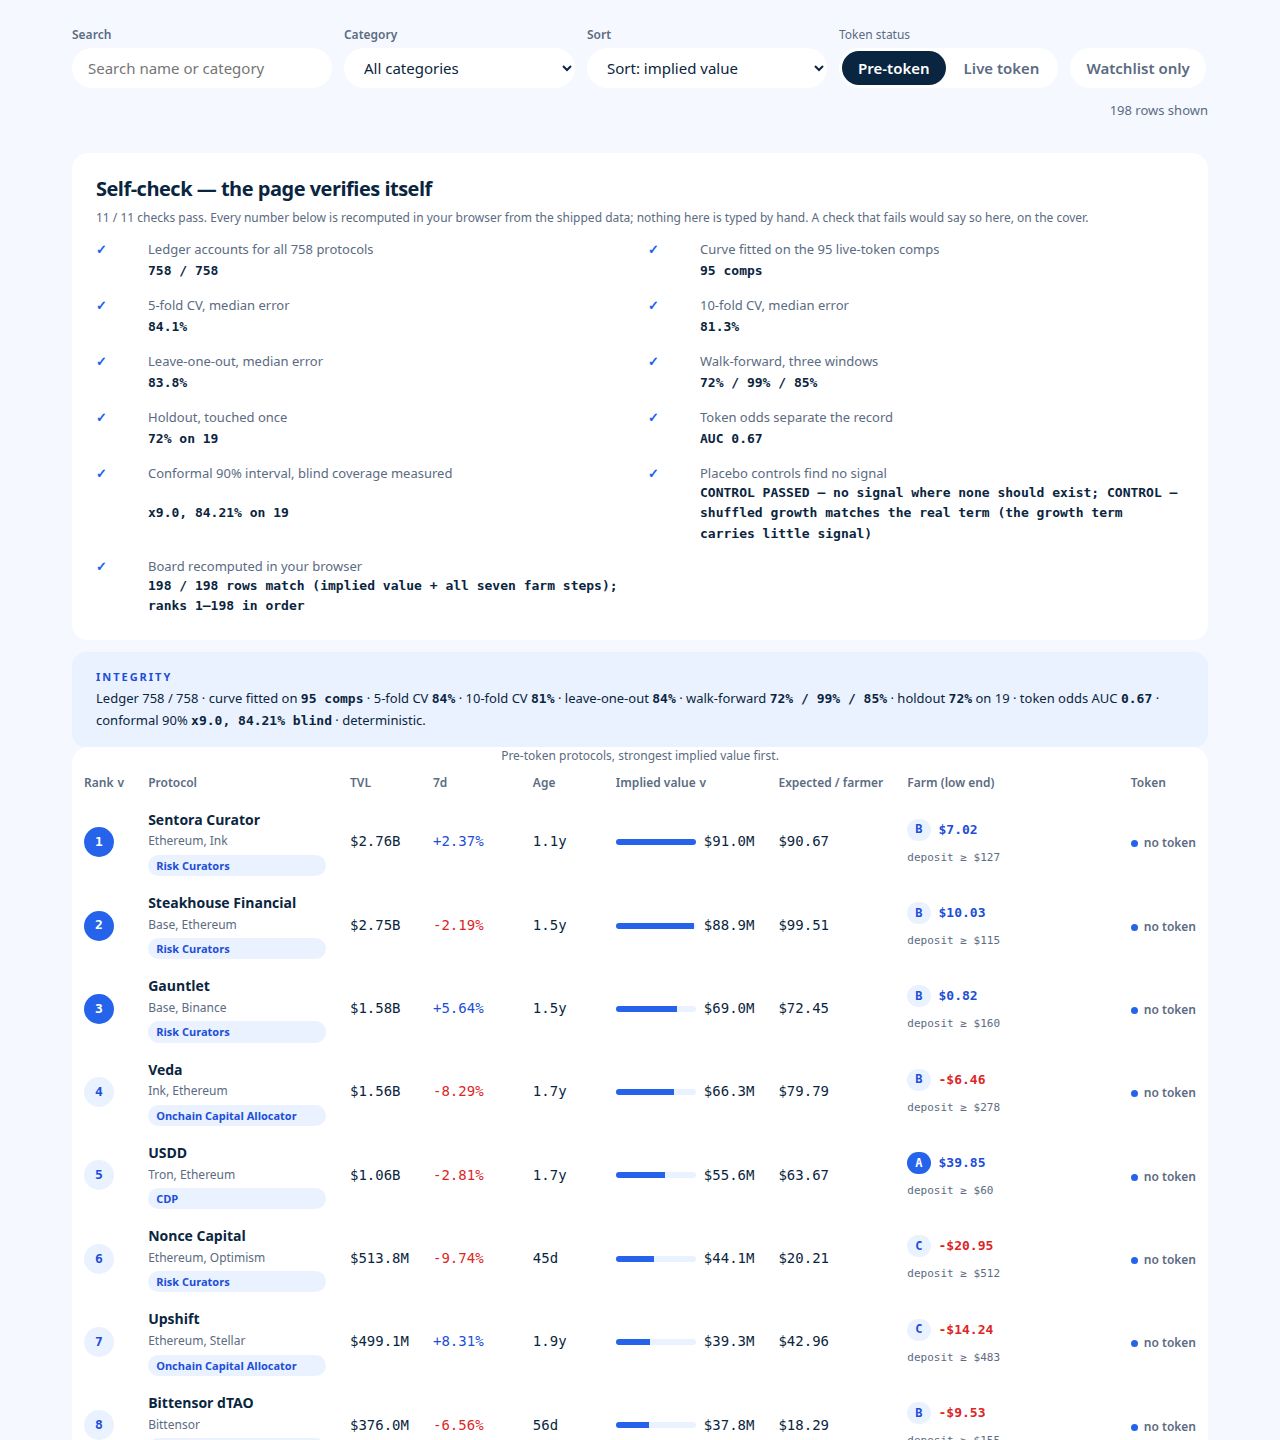 Search
Category
Sort
Token status
Search name or category
All categories
Sort: implied value
Pre-token
Live token
Watchlist only
198 rows shown
Self-check — the page verifies itself
11 / 11 checks pass. Every number below is recomputed in your browser from the shipped data; nothing here is typed by hand. A check that fails would say so here, on the cover.
✓ Ledger accounts for all 758 protocols
758 / 758
✓ Curve fitted on the 95 live-token comps
95 comps
✓ 5-fold CV, median error
84.1%
✓ 10-fold CV, median error
81.3%
✓ Leave-one-out, median error
83.8%
✓ Walk-forward, three windows
72% / 99% / 85%
✓ Holdout, touched once
72% on 19
✓ Token odds separate the record
AUC 0.67
✓ Conformal 90% interval, blind coverage measured
x9.0, 84.21% on 19
✓ Placebo controls find no signal
CONTROL PASSED — no signal where none should exist; CONTROL —
shuffled growth matches the real term (the growth term
carries little signal)
✓ Board recomputed in your browser
198 / 198 rows match (implied value + all seven farm steps);
ranks 1–198 in order
INTEGRITY
Ledger 758 / 758 · curve fitted on 95 comps · 5-fold CV 84% · 10-fold CV 81% · leave-one-out 84% · walk-forward 72% / 99% / 85% · holdout 72% on 19 · token odds AUC 0.67 ·
conformal 90% x9.0, 84.21% blind · deterministic.
Pre-token protocols, strongest implied value first.
Rank v Protocol TVL 7d Age Implied value v Expected / farmer Farm (low end) Token
Sentora Curator
1 Ethereum, Ink $2.76B +2.37% 1.1y $91.0M $90.67 B $7.02 no token
Risk Curators deposit ≥ $127
Steakhouse Financial
2 Base, Ethereum $2.75B -2.19% 1.5y $88.9M $99.51 B $10.03 no token
Risk Curators deposit ≥ $115
Gauntlet
3 Base, Binance $1.58B +5.64% 1.5y $69.0M $72.45 B $0.82 no token
Risk Curators deposit ≥ $160
Veda
4 Ink, Ethereum $1.56B -8.29% 1.7y $66.3M $79.79 B -$6.46 no token
Onchain Capital Allocator deposit ≥ $278
USDD
5 Tron, Ethereum $1.06B -2.81% 1.7y $55.6M $63.67 A $39.85 no token
CDP deposit ≥ $60
Nonce Capital
6 Ethereum, Optimism $513.8M -9.74% 45d $44.1M $20.21 C -$20.95 no token
Risk Curators deposit ≥ $512
Upshift
7 Ethereum, Stellar $499.1M +8.31% 1.9y $39.3M $42.96 C -$14.24 no token
Onchain Capital Allocator deposit ≥ $483
Bittensor dTAO
8 Bittensor $376.0M -6.56% 56d $37.8M $18.29 B -$9.53 no token